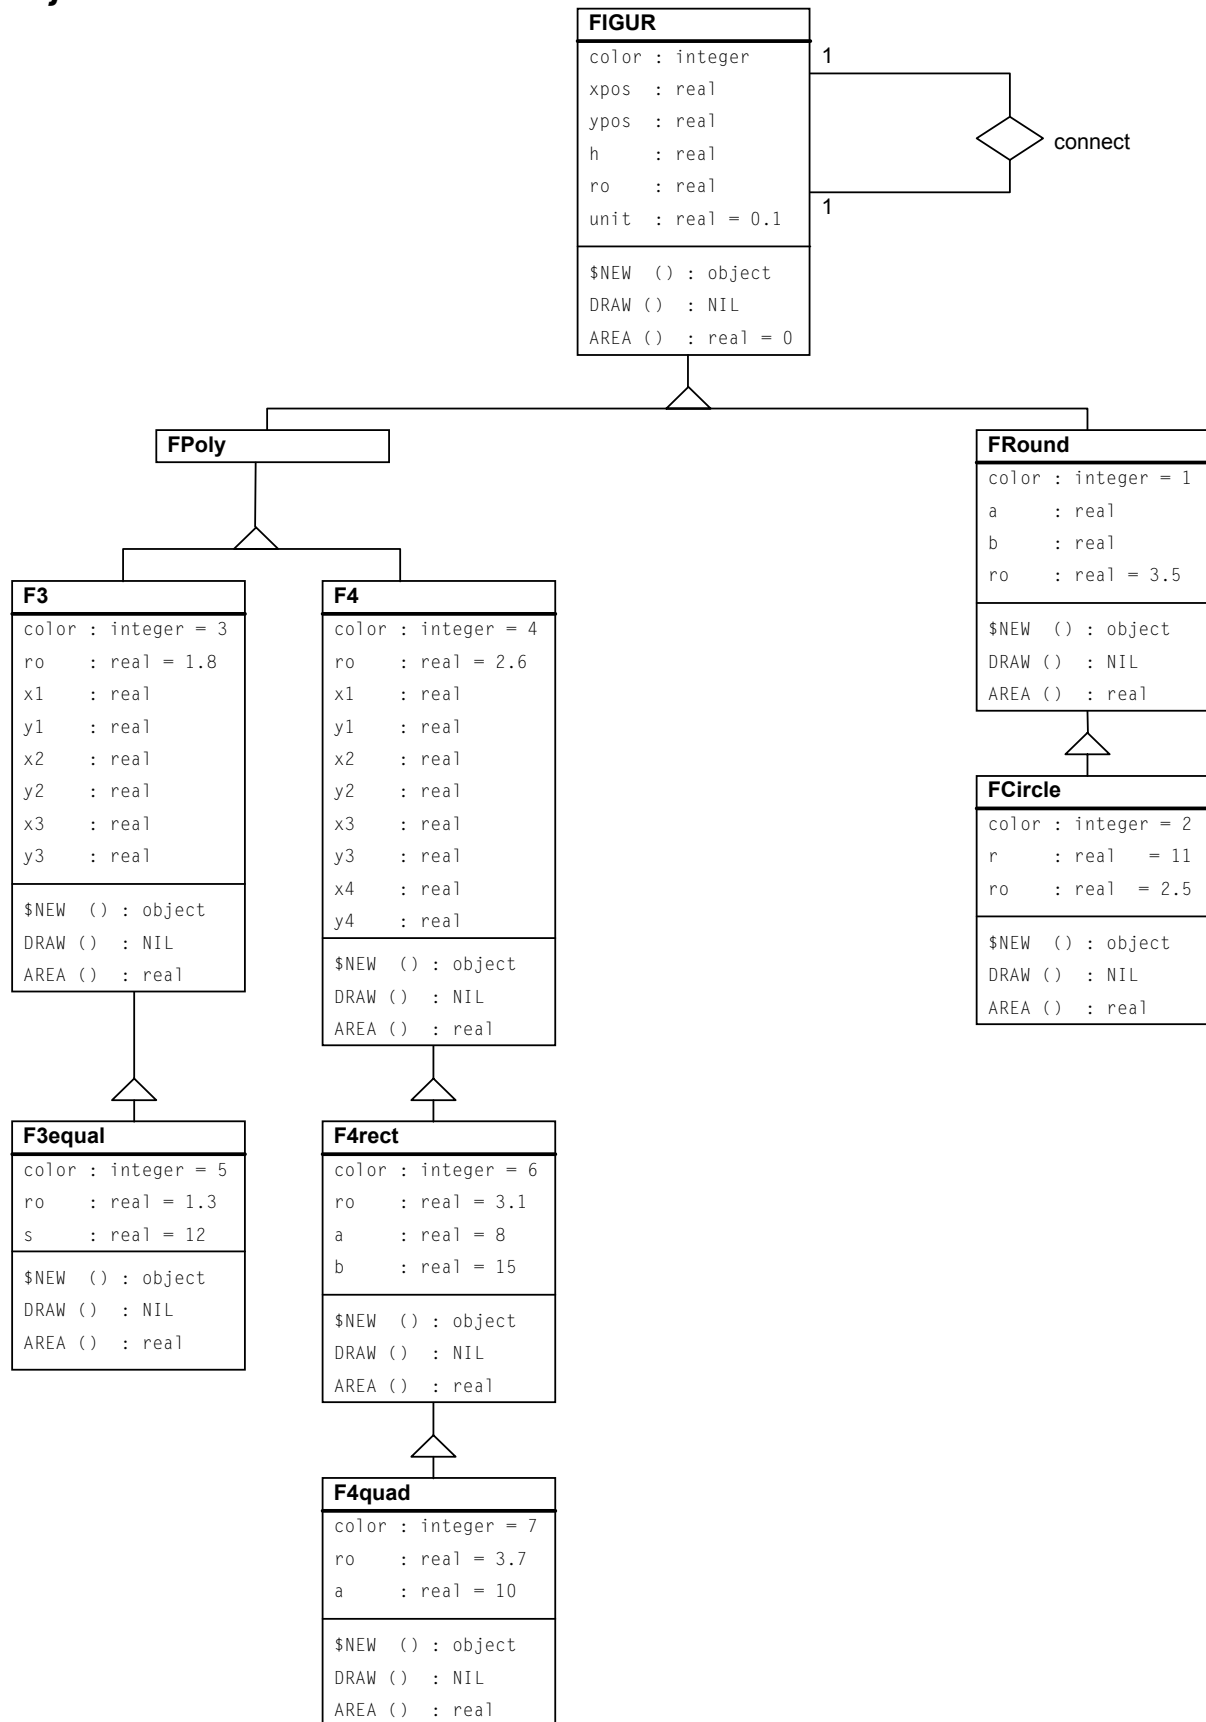 FIGUR
color : integer
xpos : real
ypos : real
h : real
ro : real
unit : real = 0.1
$NEW () : object
DRAW () : NIL
AREA () : real = 0
1
1
connect
FPoly
FRound
color : integer = 1
a : real
b : real
ro : real = 3.5
$NEW () : object
DRAW () : NIL
AREA () : real
F3
color : integer = 3
ro : real = 1.8
x1 : real
y1 : real
x2 : real
y2 : real
x3 : real
y3 : real
$NEW () : object
DRAW () : NIL
AREA () : real
F4
color : integer = 4
ro : real = 2.6
x1 : real
y1 : real
x2 : real
y2 : real
x3 : real
y3 : real
x4 : real
y4 : real
$NEW () : object
DRAW () : NIL
AREA () : real
FCircle
color : integer = 2
r : real = 11
ro : real = 2.5
$NEW () : object
DRAW () : NIL
AREA () : real
F3equal
color : integer = 5
ro : real = 1.3
s : real = 12
$NEW () : object
DRAW () : NIL
AREA () : real
F4rect
color : integer = 6
ro : real = 3.1
a : real = 8
b : real = 15
$NEW () : object
DRAW () : NIL
AREA () : real
F4quad
color : integer = 7
ro : real = 3.7
a : real = 10
$NEW () : object
DRAW () : NIL
AREA () : real